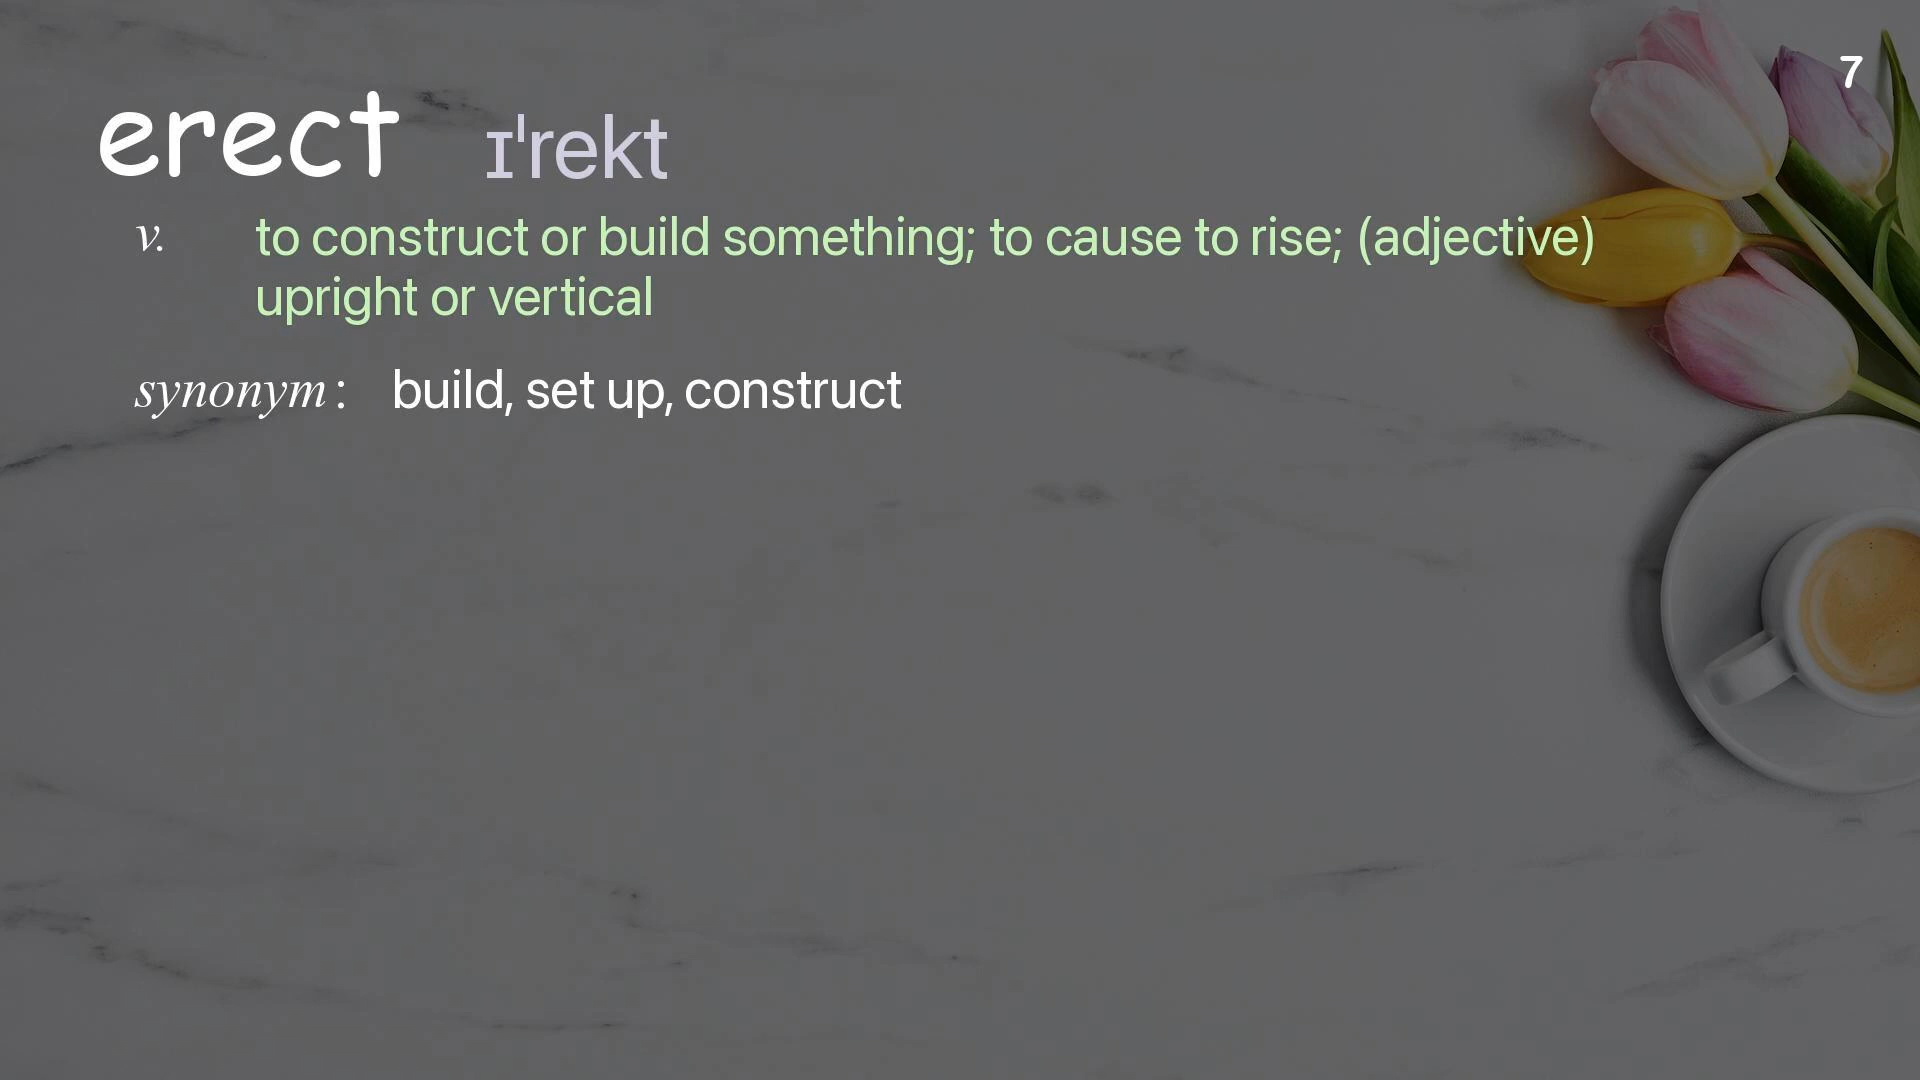 7
erect ɪˈrekt
v. to construct or build something; to cause to rise; (adjective)
upright or vertical
synonym: build, set up, construct